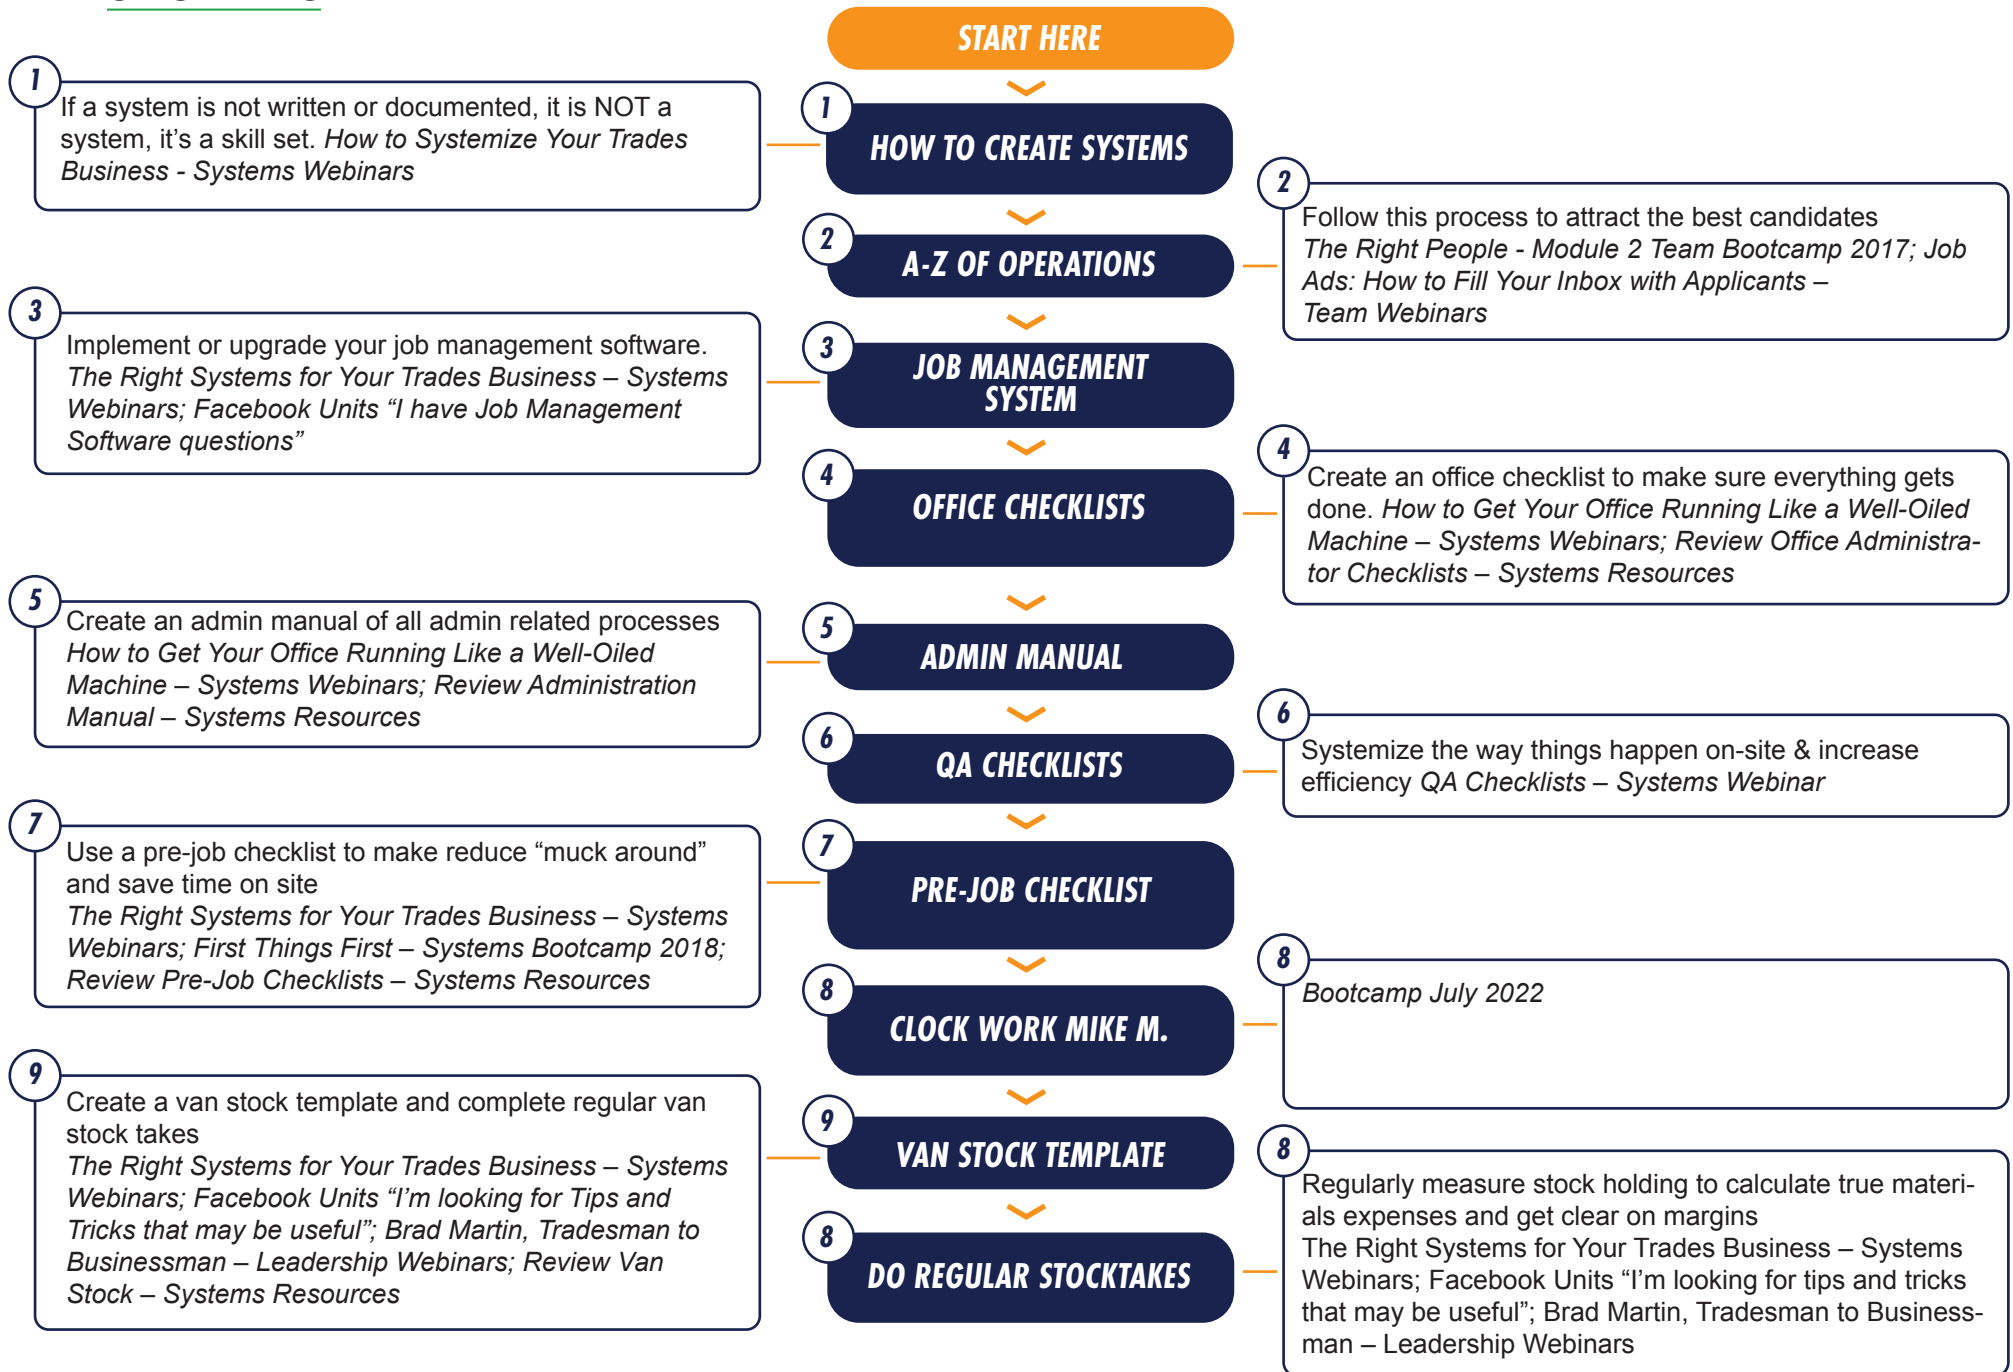 START HERE
1
If a system is not written or documented, it is NOT a
system, it’s a skill set. How to Systemize Your Trades
Business - Systems Webinars
1
HOW TO CREATE SYSTEMS
2
A-Z OF OPERATIONS
2
Follow this process to attract the best candidates
The Right People - Module 2 Team Bootcamp 2017; Job
Ads: How to Fill Your Inbox with Applicants –
Team Webinars
3
Implement or upgrade your job management software.
The Right Systems for Your Trades Business – Systems
Webinars; Facebook Units “I have Job Management
Software questions”
3
JOB MANAGEMENT
SYSTEM
4
OFFICE CHECKLISTS
4
Create an office checklist to make sure everything gets
done. How to Get Your Office Running Like a Well-Oiled
Machine – Systems Webinars; Review Office Administra-
tor Checklists – Systems Resources
5
Create an admin manual of all admin related processes
How to Get Your Office Running Like a Well-Oiled
Machine – Systems Webinars; Review Administration
Manual – Systems Resources
5
ADMIN MANUAL
6
QA CHECKLISTS
6
Systemize the way things happen on-site & increase
efficiency QA Checklists – Systems Webinar
7
Use a pre-job checklist to make reduce “muck around”
and save time on site
The Right Systems for Your Trades Business – Systems
Webinars; First Things First – Systems Bootcamp 2018;
Review Pre-Job Checklists – Systems Resources
7
PRE-JOB CHECKLIST
8
CLOCK WORK MIKE M.
8
Bootcamp July 2022
9
Create a van stock template and complete regular van
stock takes
The Right Systems for Your Trades Business – Systems
Webinars; Facebook Units “I’m looking for Tips and
Tricks that may be useful”; Brad Martin, Tradesman to
Businessman – Leadership Webinars; Review Van
Stock – Systems Resources
9
VAN STOCK TEMPLATE
8
DO REGULAR STOCKTAKES
8
Regularly measure stock holding to calculate true materi-
als expenses and get clear on margins
The Right Systems for Your Trades Business – Systems
Webinars; Facebook Units “I’m looking for tips and tricks
that may be useful”; Brad Martin, Tradesman to Business-
man – Leadership Webinars